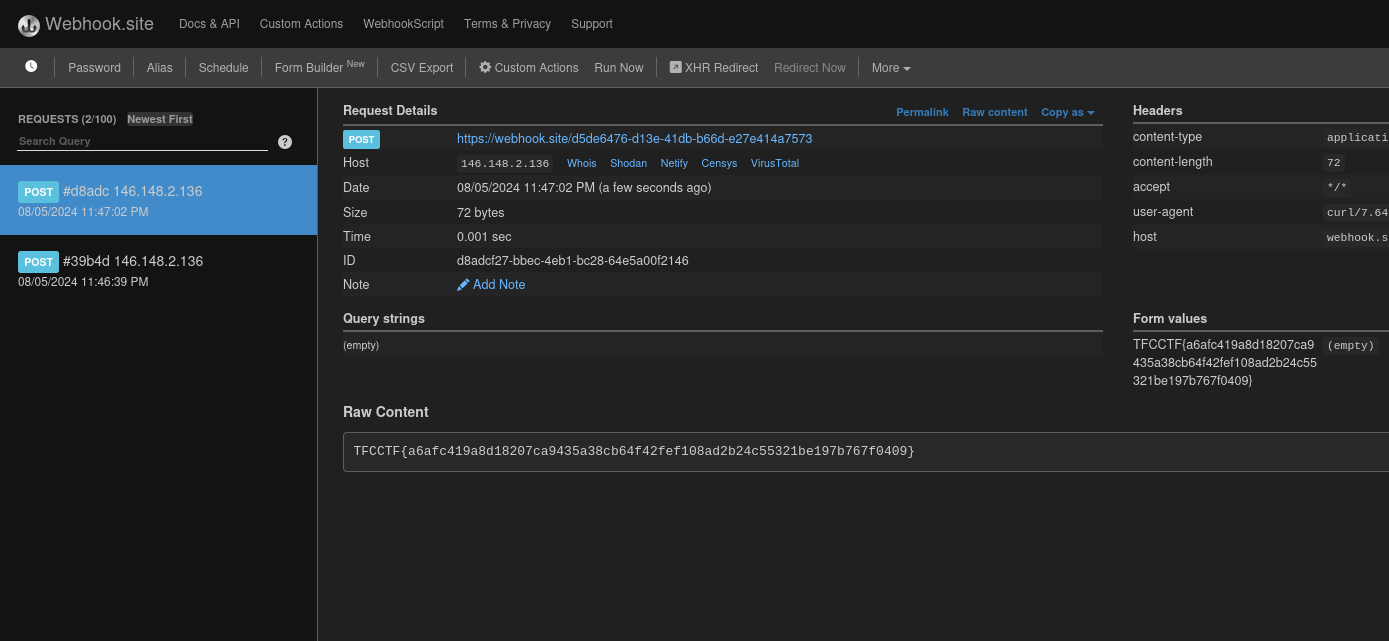 Webhook.site Docs & API Custom Actions WebhookScript Terms & Privacy Support
Password Alias Schedule Form Builder New CSV Export Custom Actions Run Now XHR Redirect Redirect Now More
REQUESTS (2/100) Newest First
Search Query ?
POST #d8adc 146.148.2.136
08/05/2024 11:47:02 PM
POST #39b4d 146.148.2.136
08/05/2024 11:46:39 PM
Request Details Permalink Raw content Copy as
POST https://webhook.site/d5de6476-d13e-41db-b66d-e27e414a7573
Host 146.148.2.136 Whois Shodan Netify Censys VirusTotal
Date 08/05/2024 11:47:02 PM (a few seconds ago)
Size 72 bytes
Time 0.001 sec
ID d8adcf27-bbec-4eb1-bc28-64e5a00f2146
Note Add Note
Headers
content-type applicati
content-length 72
accept */*
user-agent curl/7.64
host webhook.s
Query strings
(empty)
Form values
TFCCTF{a6afc419a8d18207ca9 (empty)
435a38cb64f42fef108ad2b24c55
321be197b767f0409}
Raw Content
TFCCTF{a6afc419a8d18207ca9435a38cb64f42fef108ad2b24c55321be197b767f0409}